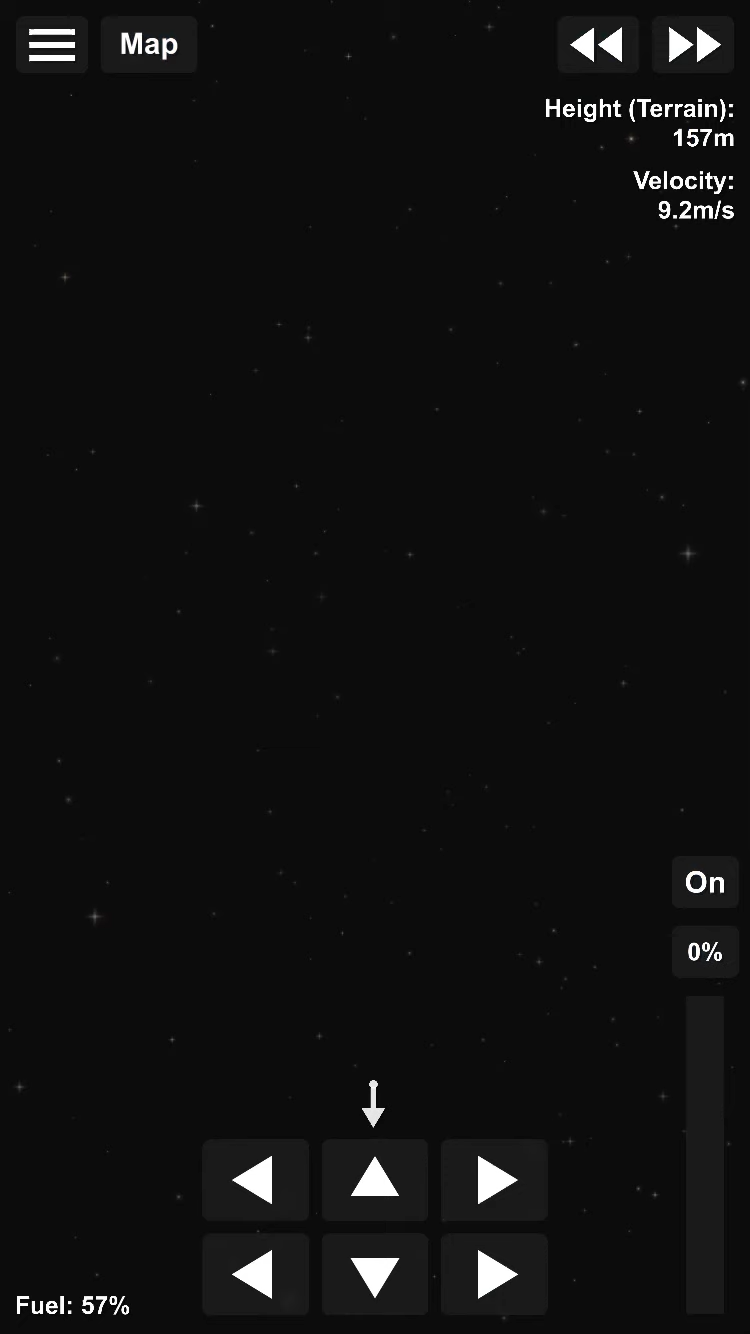 Map
Height (Terrain):
157m
Velocity:
9.2m/s
On
0%
Fuel: 57%